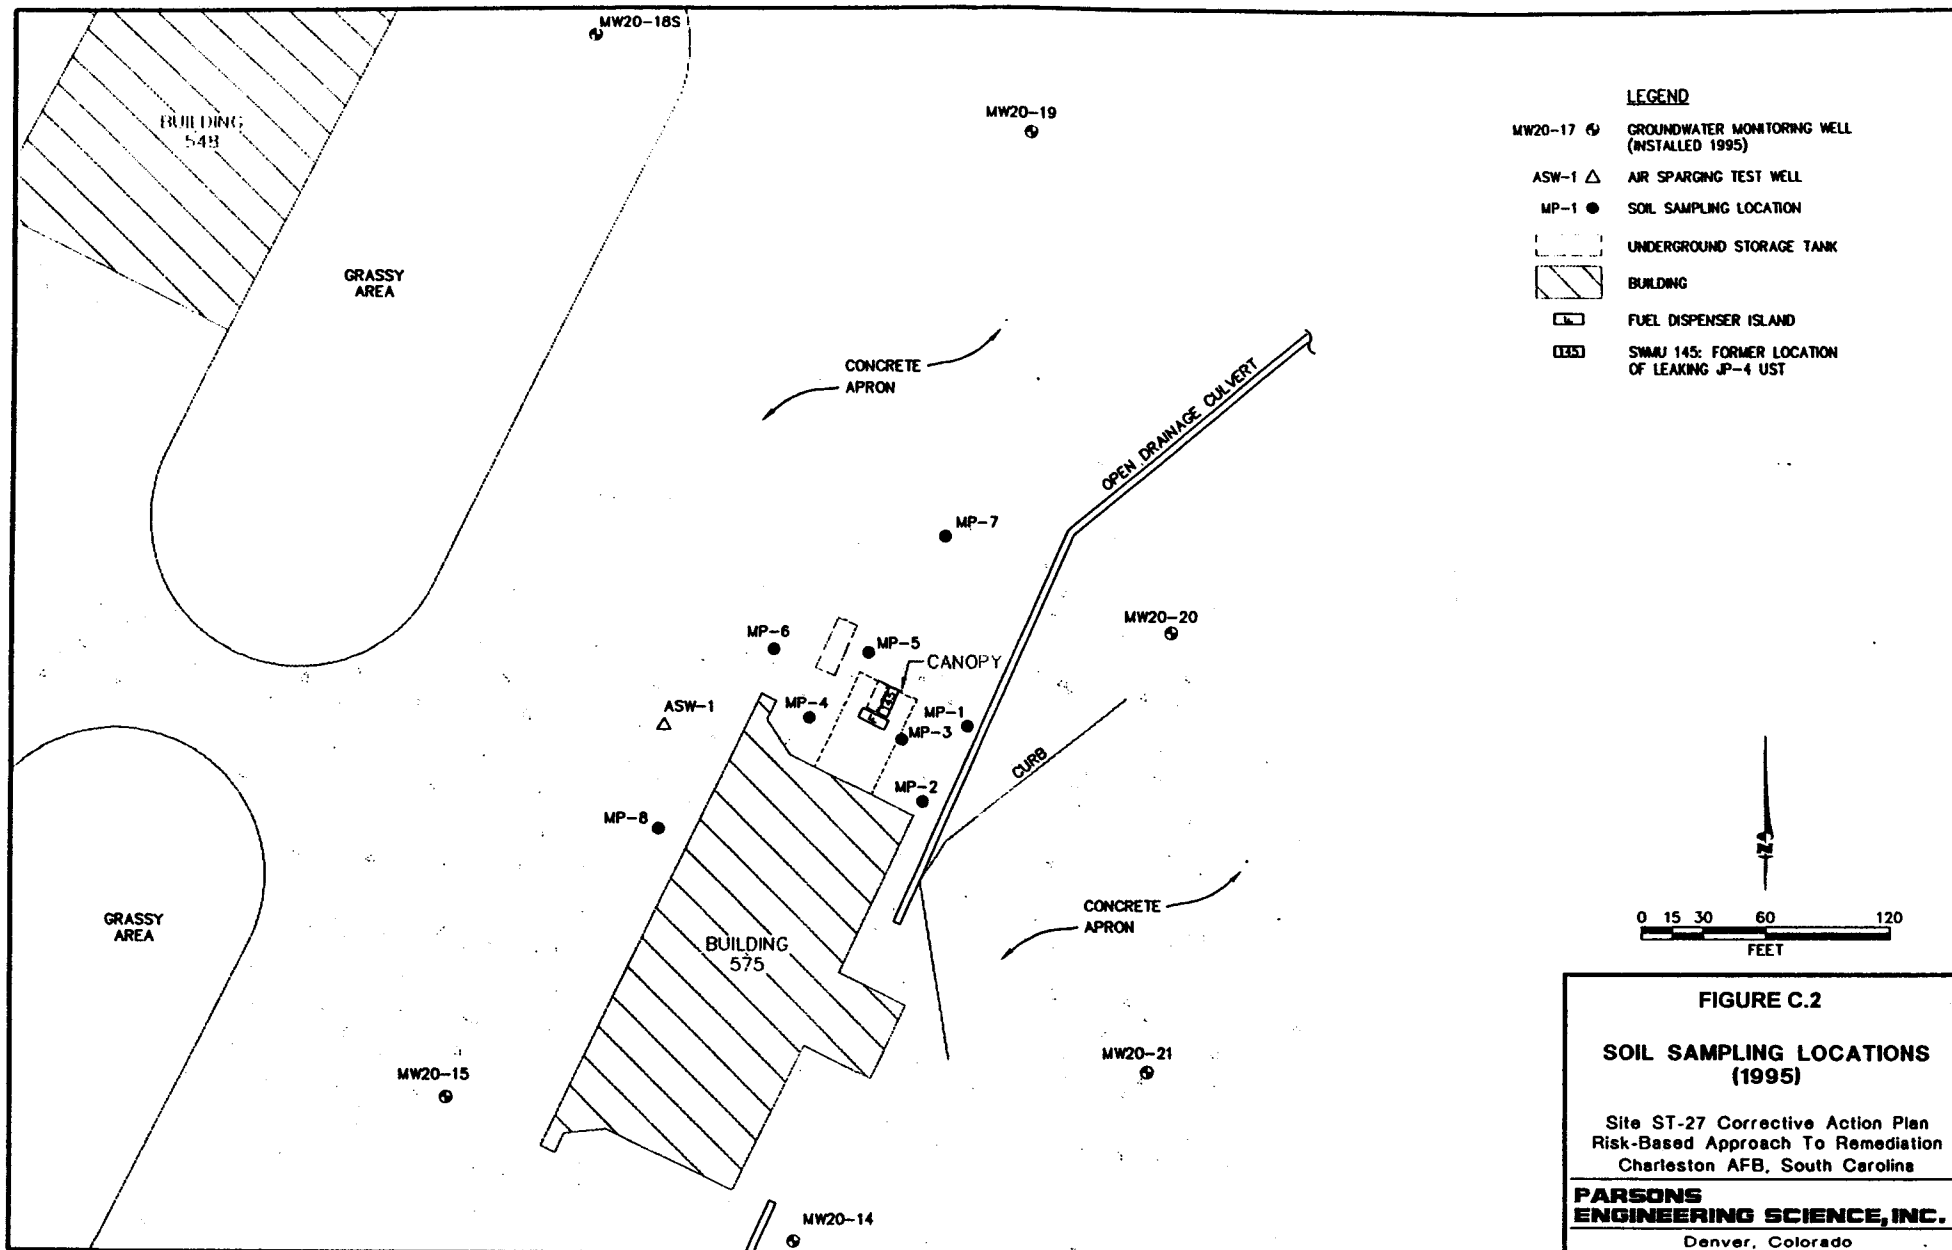 MW20-18S
BUILDING
548
MW20-19
GRASSY
AREA
CONCRETE
APRON
OPEN DRAINAGE CULVERT
LEGEND
MW20-17 GROUNDWATER MONITORING WELL
(INSTALLED 1995)
ASW-1 AIR SPARGING TEST WELL
MP-1 SOIL SAMPLING LOCATION
UNDERGROUND STORAGE TANK
BUILDING
F FUEL DISPENSER ISLAND
145 SWMU 145: FORMER LOCATION
OF LEAKING JP-4 UST
MP-7
MW20-20
MP-6
MP-5
CANOPY
145
F
MP-4
ASW-1
MP-1
MP-3
CURB
MP-2
MP-8
GRASSY
AREA
CONCRETE
APRON
BUILDING
575
MW20-21
MW20-15
MW20-14
N
0 15 30 60 120
FEET
FIGURE C.2
SOIL SAMPLING LOCATIONS
(1995)
Site ST-27 Corrective Action Plan
Risk-Based Approach To Remediation
Charleston AFB, South Carolina
PARSONS
ENGINEERING SCIENCE, INC.
Denver, Colorado